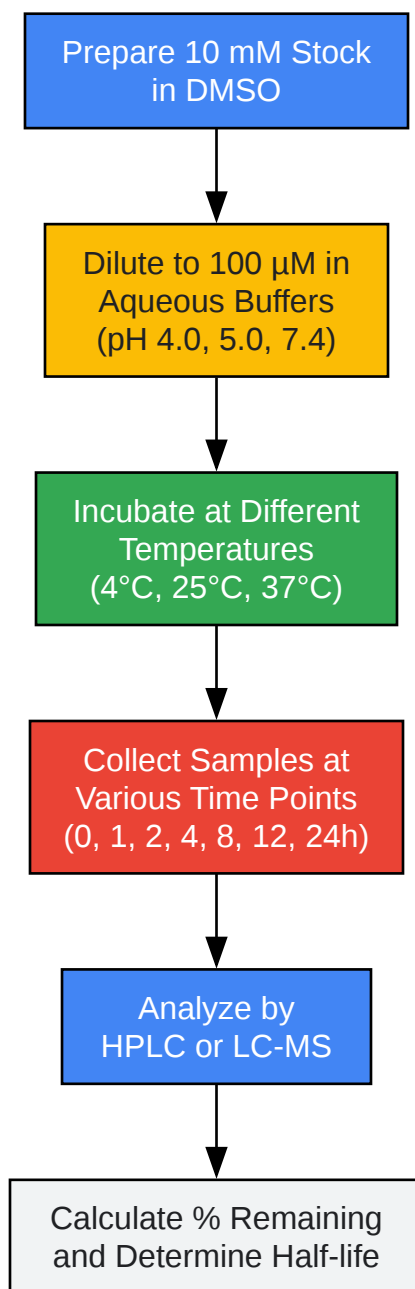 Prepare 10 mM Stock
in DMSO
Dilute to 100 µM in
Aqueous Buffers
(pH 4.0, 5.0, 7.4)
Incubate at Different
Temperatures
(4°C, 25°C, 37°C)
Collect Samples at
Various Time Points
(0, 1, 2, 4, 8, 12, 24h)
Analyze by
HPLC or LC-MS
Calculate % Remaining
and Determine Half-life